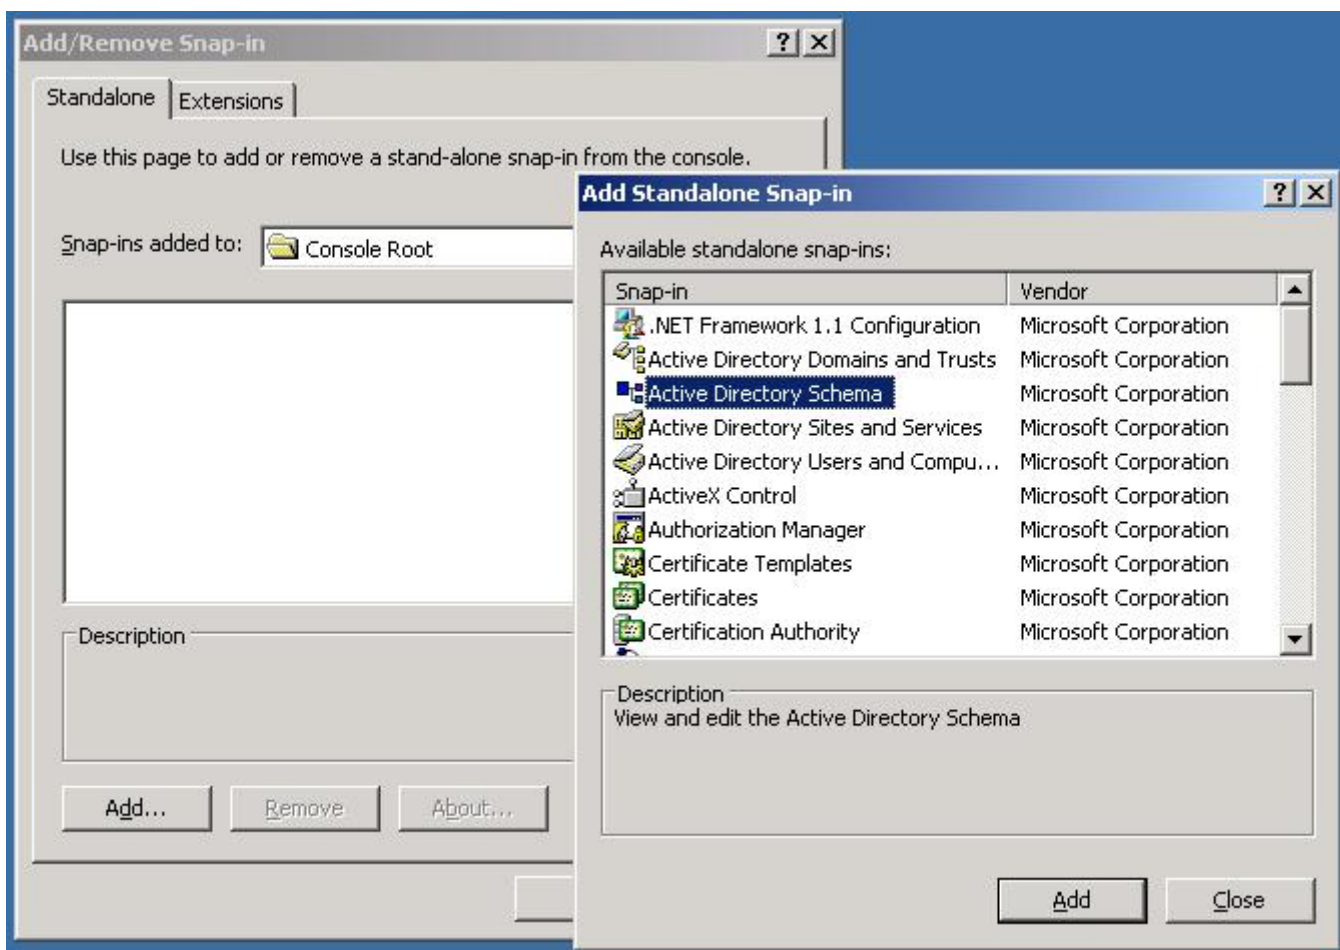 Add/Remove Snap-in
Standalone
Extensions
Use this page to add or remove a stand-alone snap-in from the console.
Snap-ins added to:
Console Root
Description
Add...
Remove
About...
Add Standalone Snap-in
Available standalone snap-ins:
Snap-in Vendor
.NET Framework 1.1 Configuration Microsoft Corporation
Active Directory Domains and Trusts Microsoft Corporation
Active Directory Schema Microsoft Corporation
Active Directory Sites and Services Microsoft Corporation
Active Directory Users and Compu... Microsoft Corporation
ActiveX Control Microsoft Corporation
Authorization Manager Microsoft Corporation
Certificate Templates Microsoft Corporation
Certificates Microsoft Corporation
Certification Authority Microsoft Corporation
Description
View and edit the Active Directory Schema
Add
Close